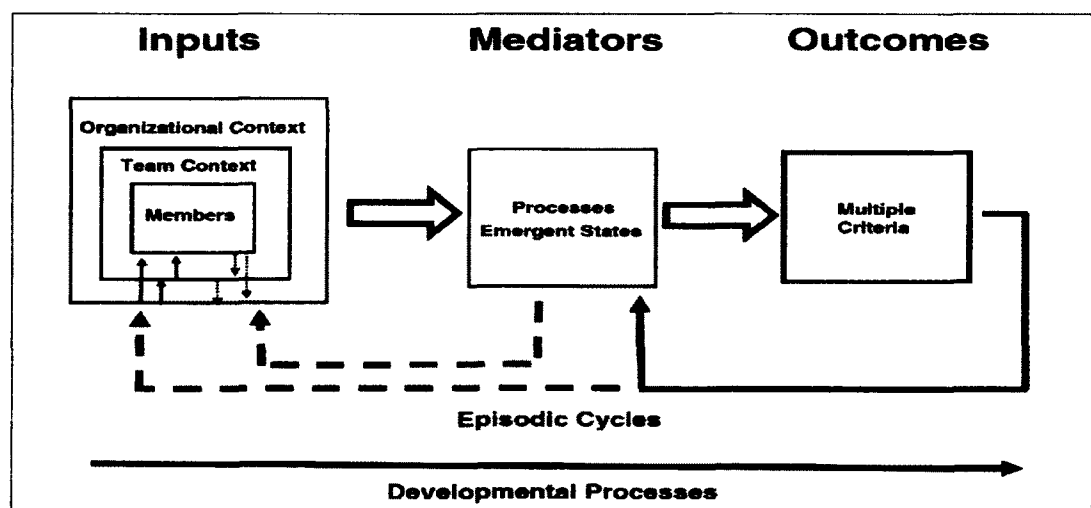 Inputs Mediators Outcomes
Organizational Context
Team Context
Members
Processes
Emergent States
Multiple
Criteria
Episodic Cycles
Developmental Processes